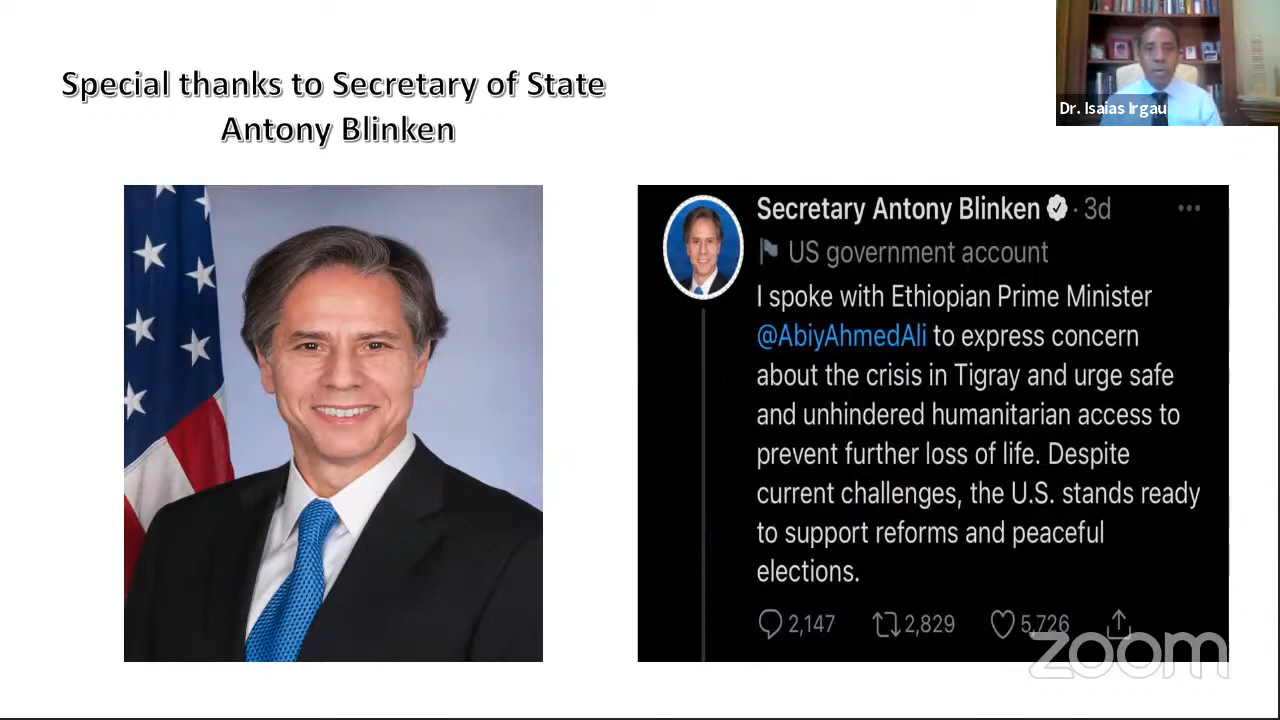 Special thanks to Secretary of State
Antony Blinken
Dr. Isaias Irgau
Secretary Antony Blinken · 3d
US government account
I spoke with Ethiopian Prime Minister
@AbiyAhmedAli to express concern
about the crisis in Tigray and urge safe
and unhindered humanitarian access to
prevent further loss of life. Despite
current challenges, the U.S. stands ready
to support reforms and peaceful
elections.
2,147 2,829 5,726
zoom